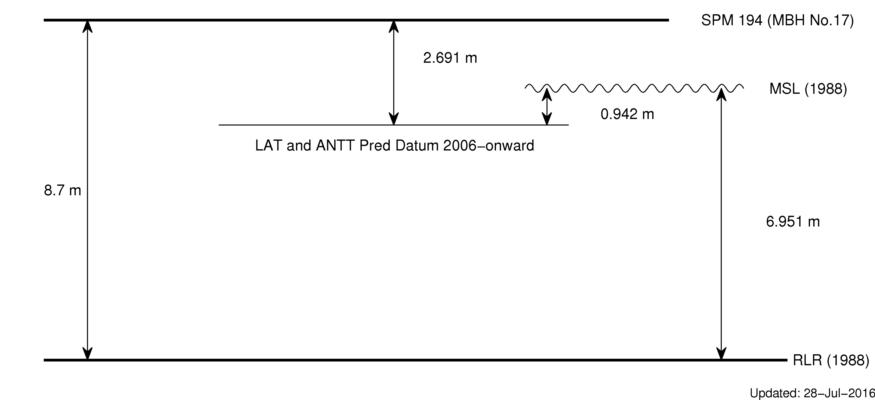 SPM 194 (MBH No.17)
2.691 m
MSL (1988)
0.942 m
LAT and ANTT Pred Datum 2006−onward
8.7 m
6.951 m
RLR (1988)
Updated: 28−Jul−2016